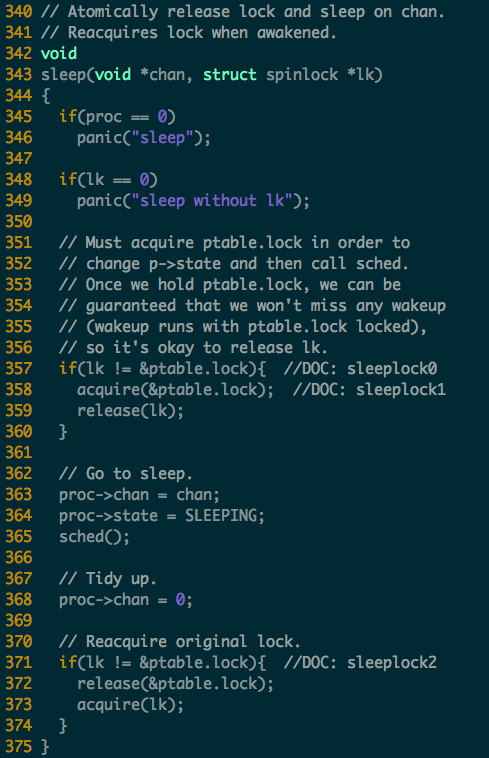 340 // Atomically release lock and sleep on chan.
341 // Reacquires lock when awakened.
342 void
343 sleep(void *chan, struct spinlock *lk)
344 {
345   if(proc == 0)
346     panic("sleep");
347
348   if(lk == 0)
349     panic("sleep without lk");
350
351   // Must acquire ptable.lock in order to
352   // change p->state and then call sched.
353   // Once we hold ptable.lock, we can be
354   // guaranteed that we won't miss any wakeup
355   // (wakeup runs with ptable.lock locked),
356   // so it's okay to release lk.
357   if(lk != &ptable.lock){  //DOC: sleeplock0
358     acquire(&ptable.lock);  //DOC: sleeplock1
359     release(lk);
360   }
361
362   // Go to sleep.
363   proc->chan = chan;
364   proc->state = SLEEPING;
365   sched();
366
367   // Tidy up.
368   proc->chan = 0;
369
370   // Reacquire original lock.
371   if(lk != &ptable.lock){  //DOC: sleeplock2
372     release(&ptable.lock);
373     acquire(lk);
374   }
375 }